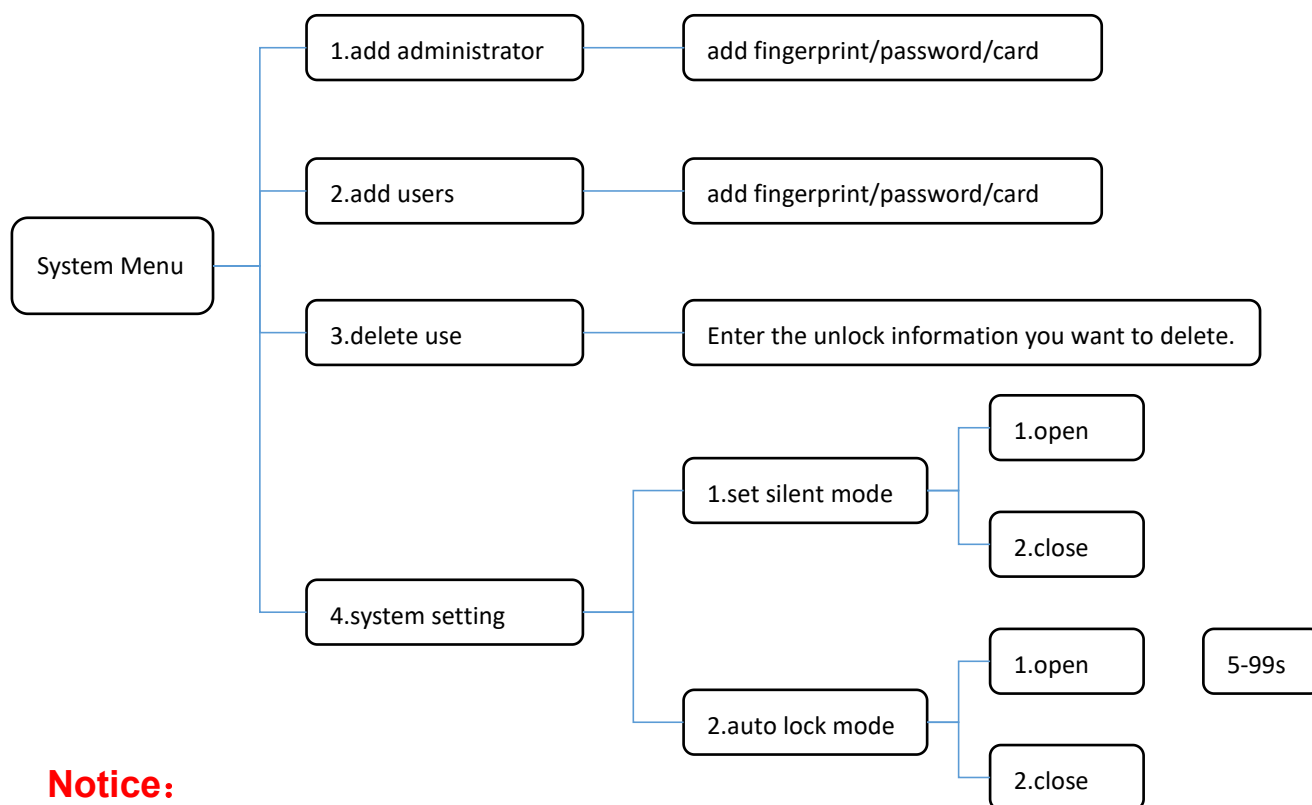 1.add administrator
add fingerprint/password/card
2.add users
add fingerprint/password/card
System Menu
3.delete use
Enter the unlock information you want to delete.
1.open
1.set silent mode
2.close
4.system setting
1.open
5-99s
2.auto lock mode
2.close
Notice：